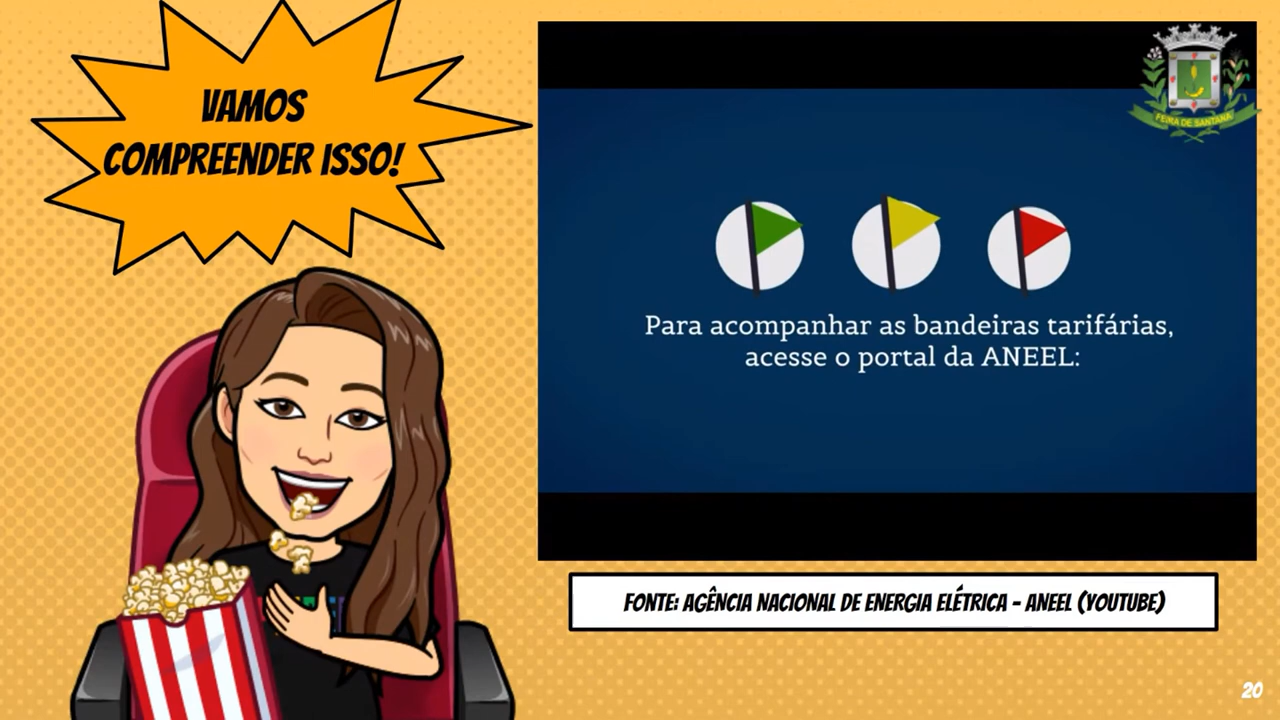 VAMOS
COMPREENDER ISSO!
FEIRA DE SANTANA
Para acompanhar as bandeiras tarifárias,
acesse o portal da ANEEL:
FONTE: AGÊNCIA NACIONAL DE ENERGIA ELÉTRICA - ANEEL (YOUTUBE)
20